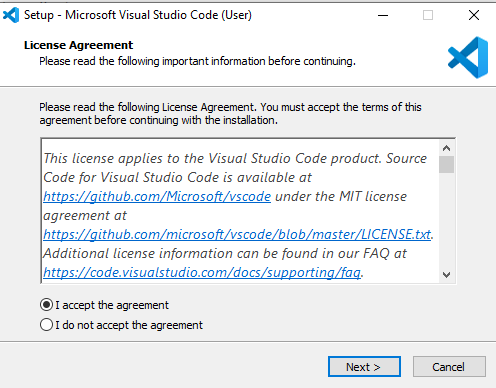 Setup - Microsoft Visual Studio Code (User)
License Agreement
Please read the following important information before continuing.
Please read the following License Agreement. You must accept the terms of this
agreement before continuing with the installation.
This license applies to the Visual Studio Code product. Source
Code for Visual Studio Code is available at
https://github.com/Microsoft/vscode under the MIT license
agreement at
https://github.com/microsoft/vscode/blob/master/LICENSE.txt.
Additional license information can be found in our FAQ at
https://code.visualstudio.com/docs/supporting/faq.
I accept the agreement
I do not accept the agreement
Next >
Cancel